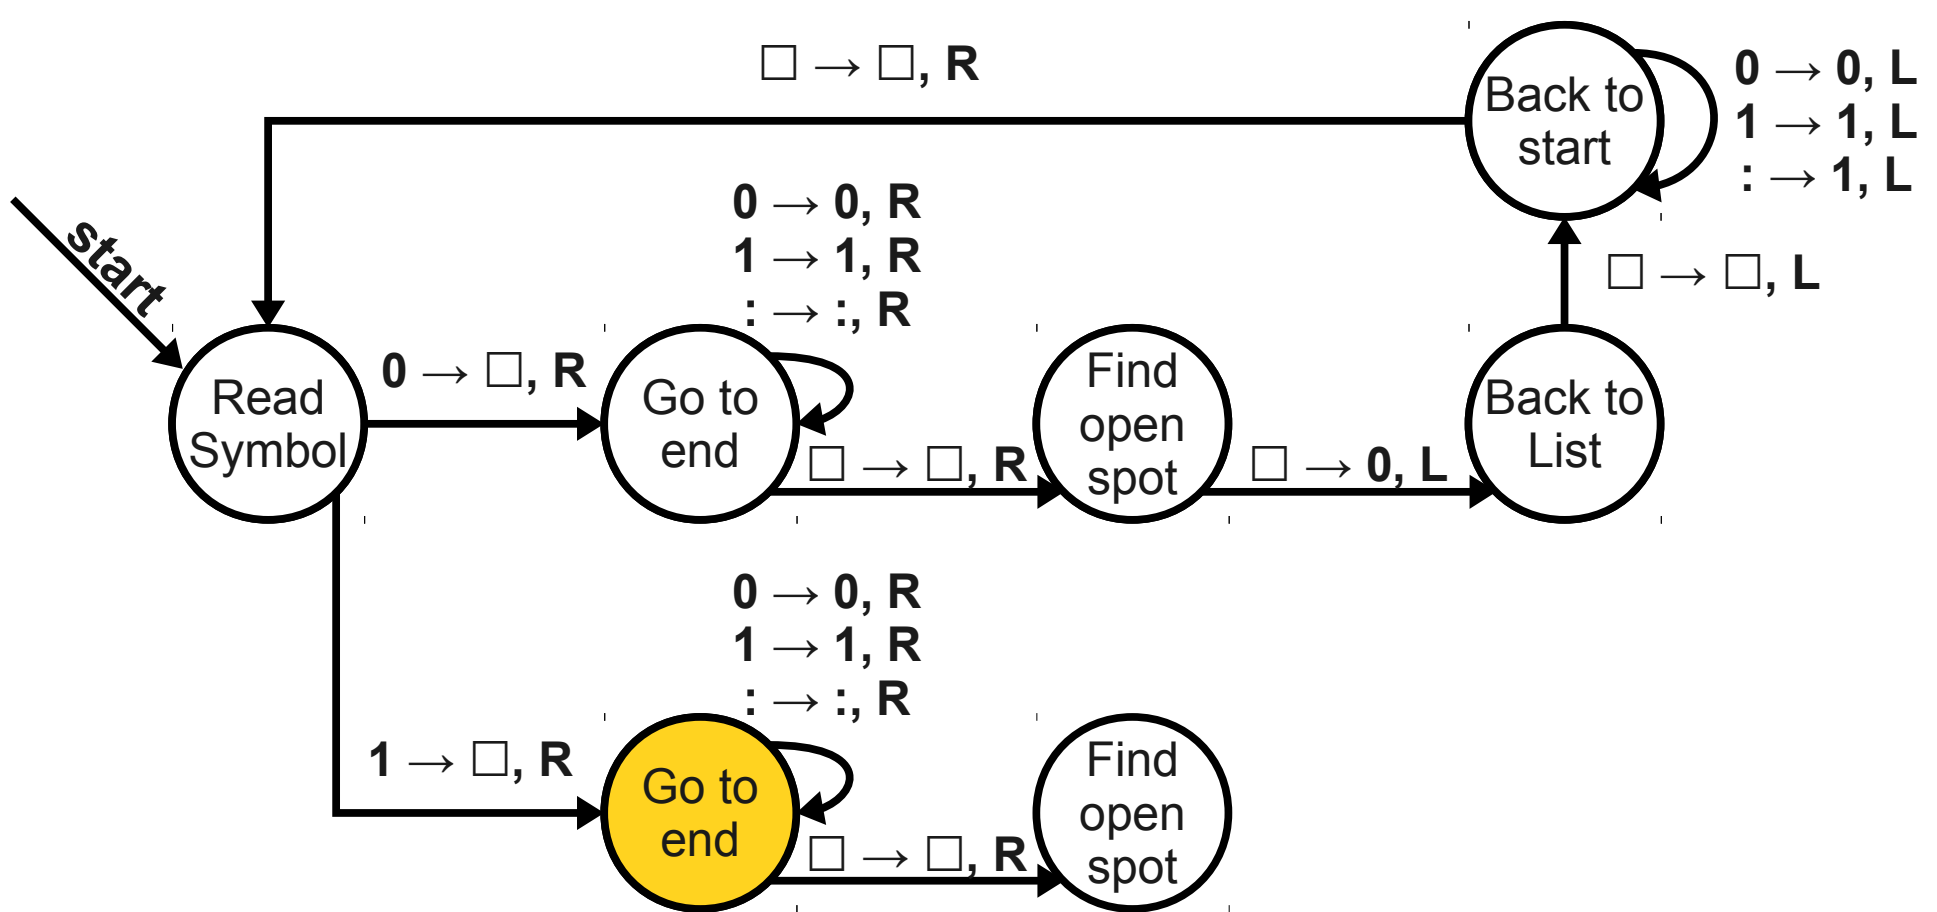 □ → □, R
Back to
start
0 → 0, L
1 → 1, L
: → 1, L
start
0 → 0, R
1 → 1, R
: → :, R
□ → □, L
Read
Symbol
0 → □, R
Go to
end
□ → □, R
Find
open
spot
□ → 0, L
Back to
List
0 → 0, R
1 → 1, R
: → :, R
1 → □, R
Go to
end
□ → □, R
Find
open
spot